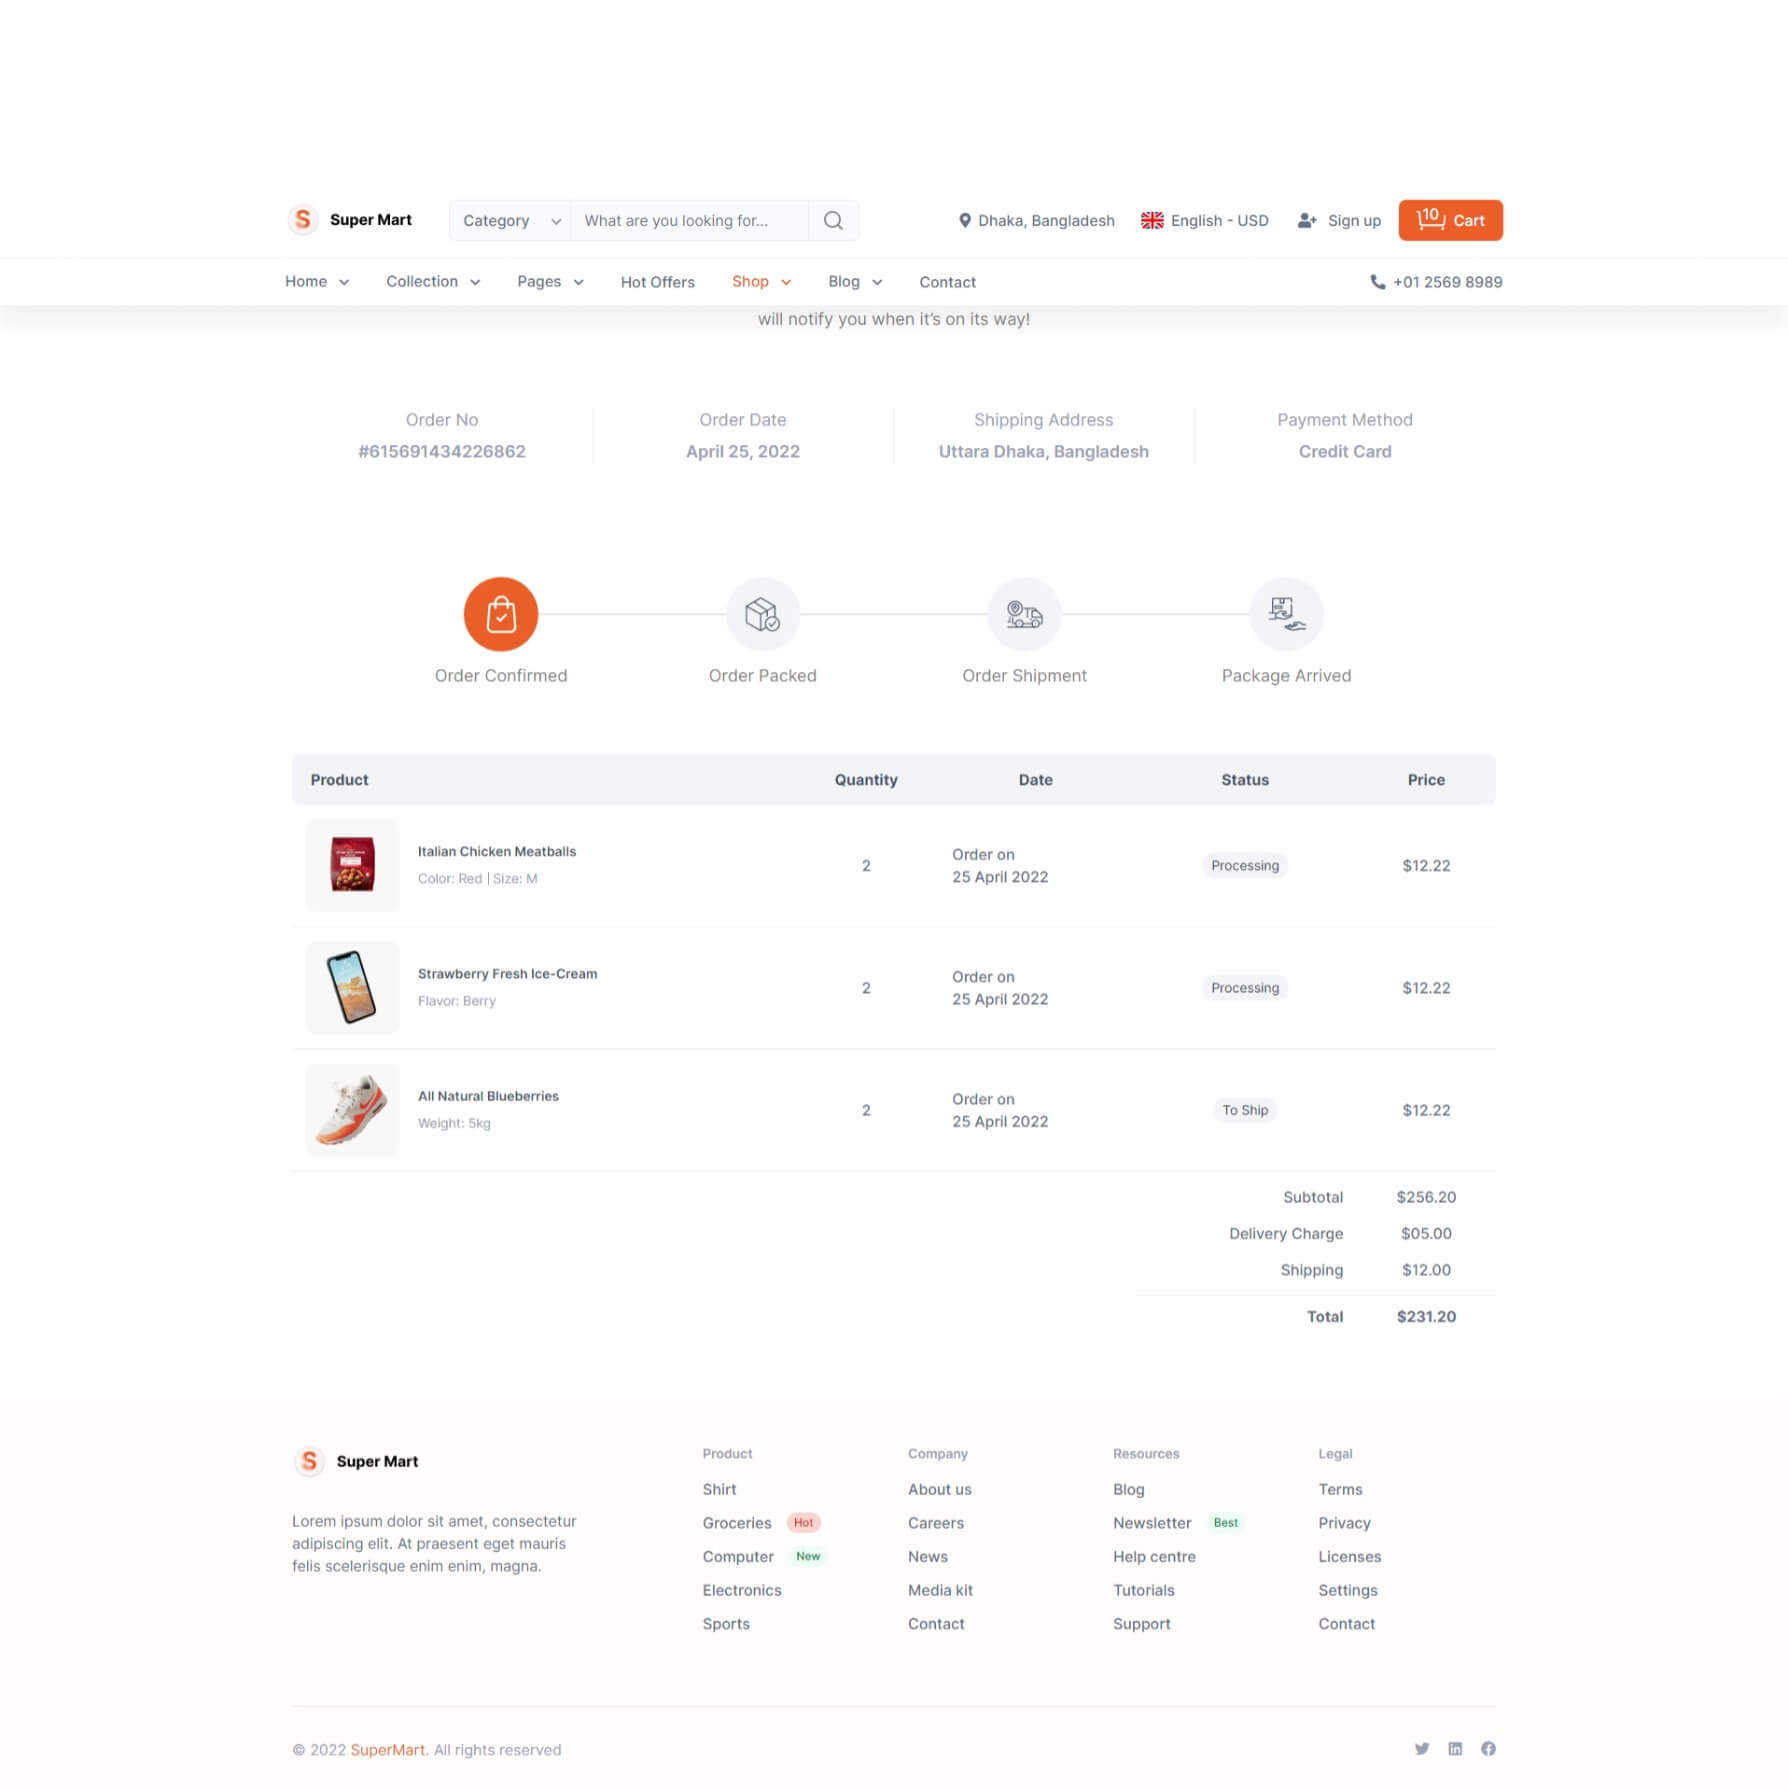 Super Mart
Category
What are you looking for...
Dhaka, Bangladesh
English - USD
Sign up
10
Cart
Home
Collection
Pages
Hot Offers
Shop
Blog
Contact
+01 2569 8989
will notify you when it's on its way!
Order No
#615691434226862
Order Date
April 25, 2022
Shipping Address
Uttara Dhaka, Bangladesh
Payment Method
Credit Card
Order Confirmed
Order Packed
Order Shipment
Package Arrived
Product
Quantity
Date
Status
Price
Italian Chicken Meatballs
Color: Red | Size: M
2
Order on
25 April 2022
Processing
$12.22
Strawberry Fresh Ice-Cream
Flavor: Berry
2
Order on
25 April 2022
Processing
$12.22
All Natural Blueberries
Weight: 5kg
2
Order on
25 April 2022
To Ship
$12.22
Subtotal $256.20
Delivery Charge $05.00
Shipping $12.00
Total $231.20
S
Super Mart
Lorem ipsum dolor sit amet, consectetur
adipiscing elit. At praesent eget mauris
felis scelerisque enim enim, magna.
Product
Shirt
Groceries Hot
Computer New
Electronics
Sports
Company
About us
Careers
News
Media kit
Contact
Resources
Blog
Newsletter Best
Help centre
Tutorials
Support
Legal
Terms
Privacy
Licenses
Settings
Contact
© 2022 SuperMart. All rights reserved